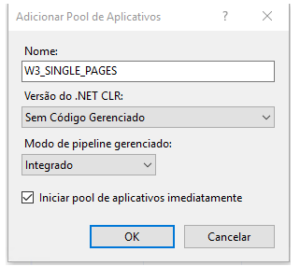 Adicionar Pool de Aplicativos ? ×
Nome:
W3_SINGLE_PAGES
Versão do .NET CLR:
Sem Código Gerenciado
Modo de pipeline gerenciado:
Integrado
Iniciar pool de aplicativos imediatamente
OK Cancelar